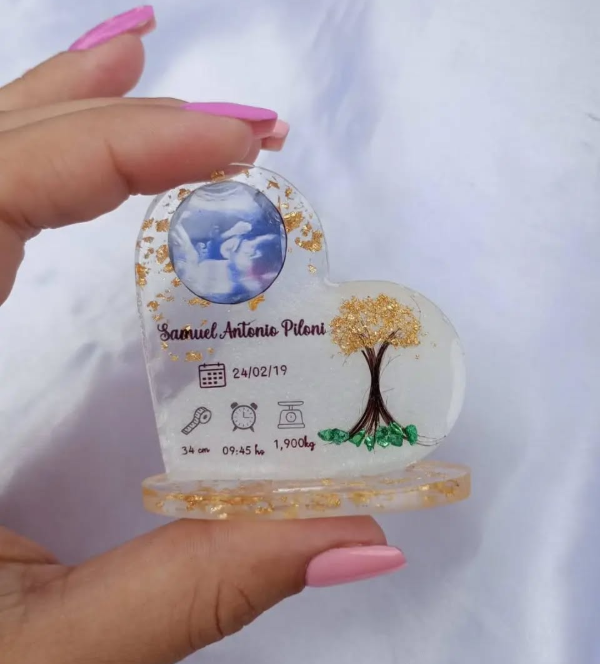 Samuel Antonio Piloni
24/02/19
34 cm 09:45 hs 1,900kg